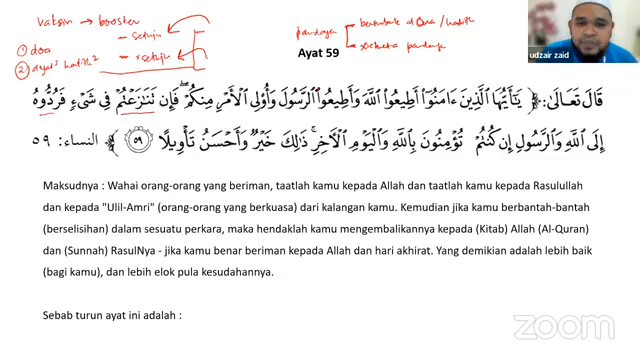 Vaksin → booster
- setuju
- xsetuju
① doa
② ayat² hadith²
pandangan
bertembung al Quran / hadith
udzair zaid
Ayat 59
قَالَ تَعَالَىٰ: ﴿ يَٰٓأَيُّهَا ٱلَّذِينَ ءَامَنُوٓا۟ أَطِيعُوا۟ ٱللَّهَ وَأَطِيعُوا۟ ٱلرَّسُولَ وَأُو۟لِى ٱلْأَمْرِ مِنكُمْ ۖ فَإِن تَنَٰزَعْتُمْ فِى شَىْءٍ فَرُدُّوهُ
إِلَى ٱللَّهِ وَٱلرَّسُولِ إِن كُنتُمْ تُؤْمِنُونَ بِٱللَّهِ وَٱلْيَوْمِ ٱلْءَاخِرِ ۚ ذَٰلِكَ خَيْرٌ وَأَحْسَنُ تَأْوِيلًا ٥٩ ﴾ النساء: ٥٩
Maksudnya : Wahai orang-orang yang beriman, taatlah kamu kepada Allah dan taatlah kamu kepada Rasulullah
dan kepada "Ulil-Amri" (orang-orang yang berkuasa) dari kalangan kamu. Kemudian jika kamu berbantah-bantah
(berselisihan) dalam sesuatu perkara, maka hendaklah kamu mengembalikannya kepada (Kitab) Allah (Al-Quran)
dan (Sunnah) RasulNya - jika kamu benar beriman kepada Allah dan hari akhirat. Yang demikian adalah lebih baik
(bagi kamu), dan lebih elok pula kesudahannya.
Sebab turun ayat ini adalah :
zoom